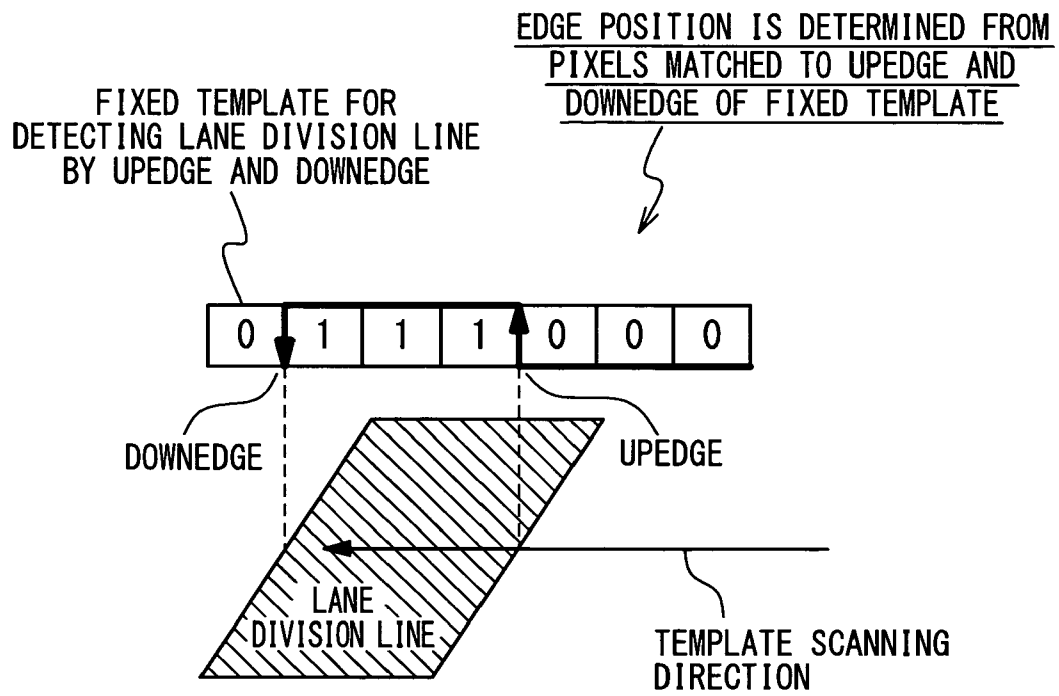 EDGE POSITION IS DETERMINED FROM
PIXELS MATCHED TO UPEDGE AND
DOWNEDGE OF FIXED TEMPLATE
FIXED TEMPLATE FOR
DETECTING LANE DIVISION LINE
BY UPEDGE AND DOWNEDGE
0 1 1 1 0 0 0
DOWNEDGE
UPEDGE
LANE
DIVISION LINE
TEMPLATE SCANNING
DIRECTION